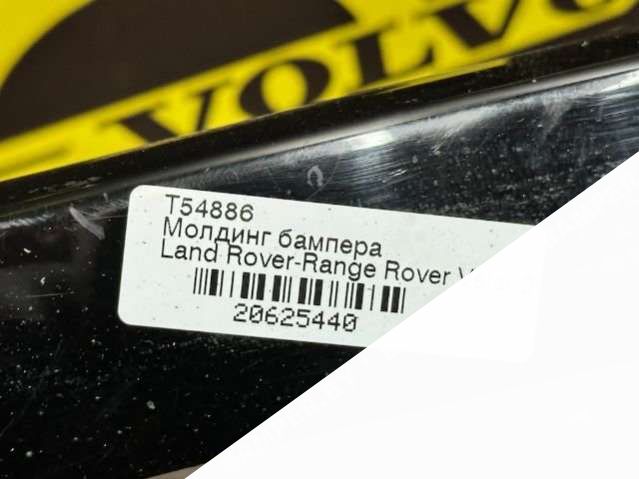 VOLVO
T54886
Молдинг бампера
Land Rover-Range Rover
20625440